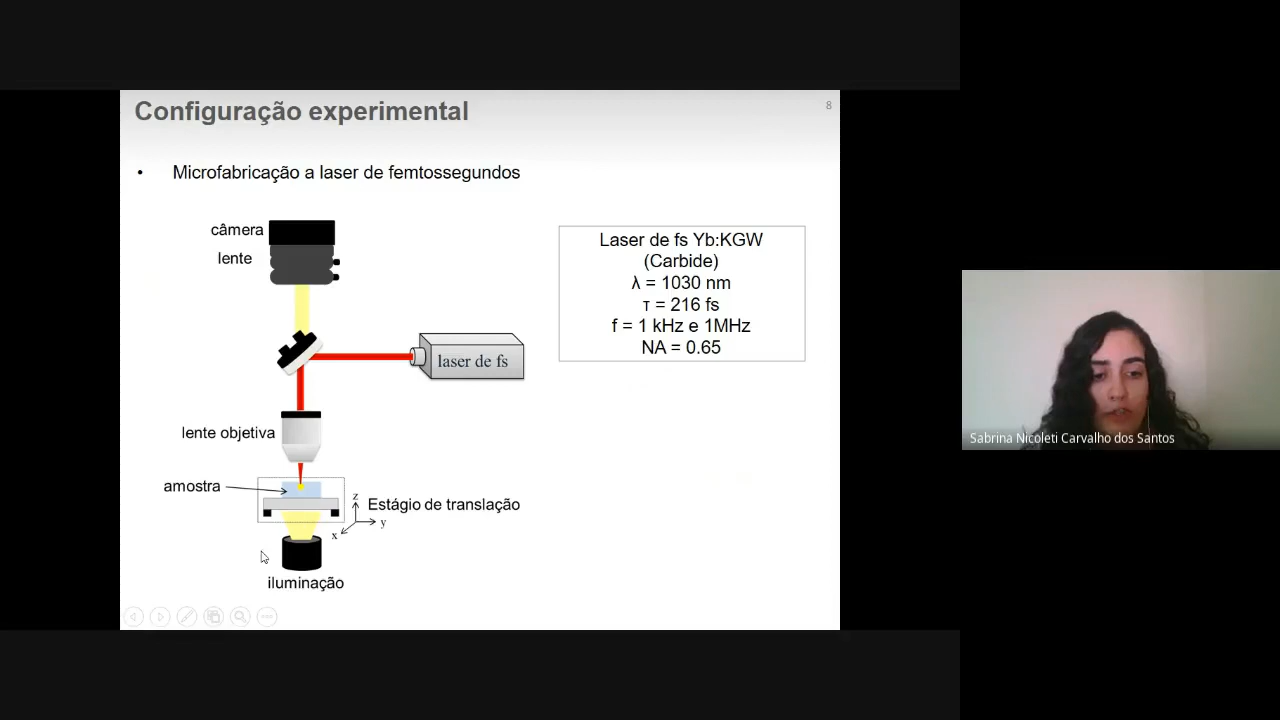 Configuração experimental
8
• Microfabricação a laser de femtossegundos
câmera
lente
Laser de fs Yb:KGW
(Carbide)
λ = 1030 nm
τ = 216 fs
f = 1 kHz e 1MHz
NA = 0.65
laser de fs
lente objetiva
amostra
z
Estágio de translação
y
x
iluminação
Sabrina Nicoleti Carvalho dos Santos